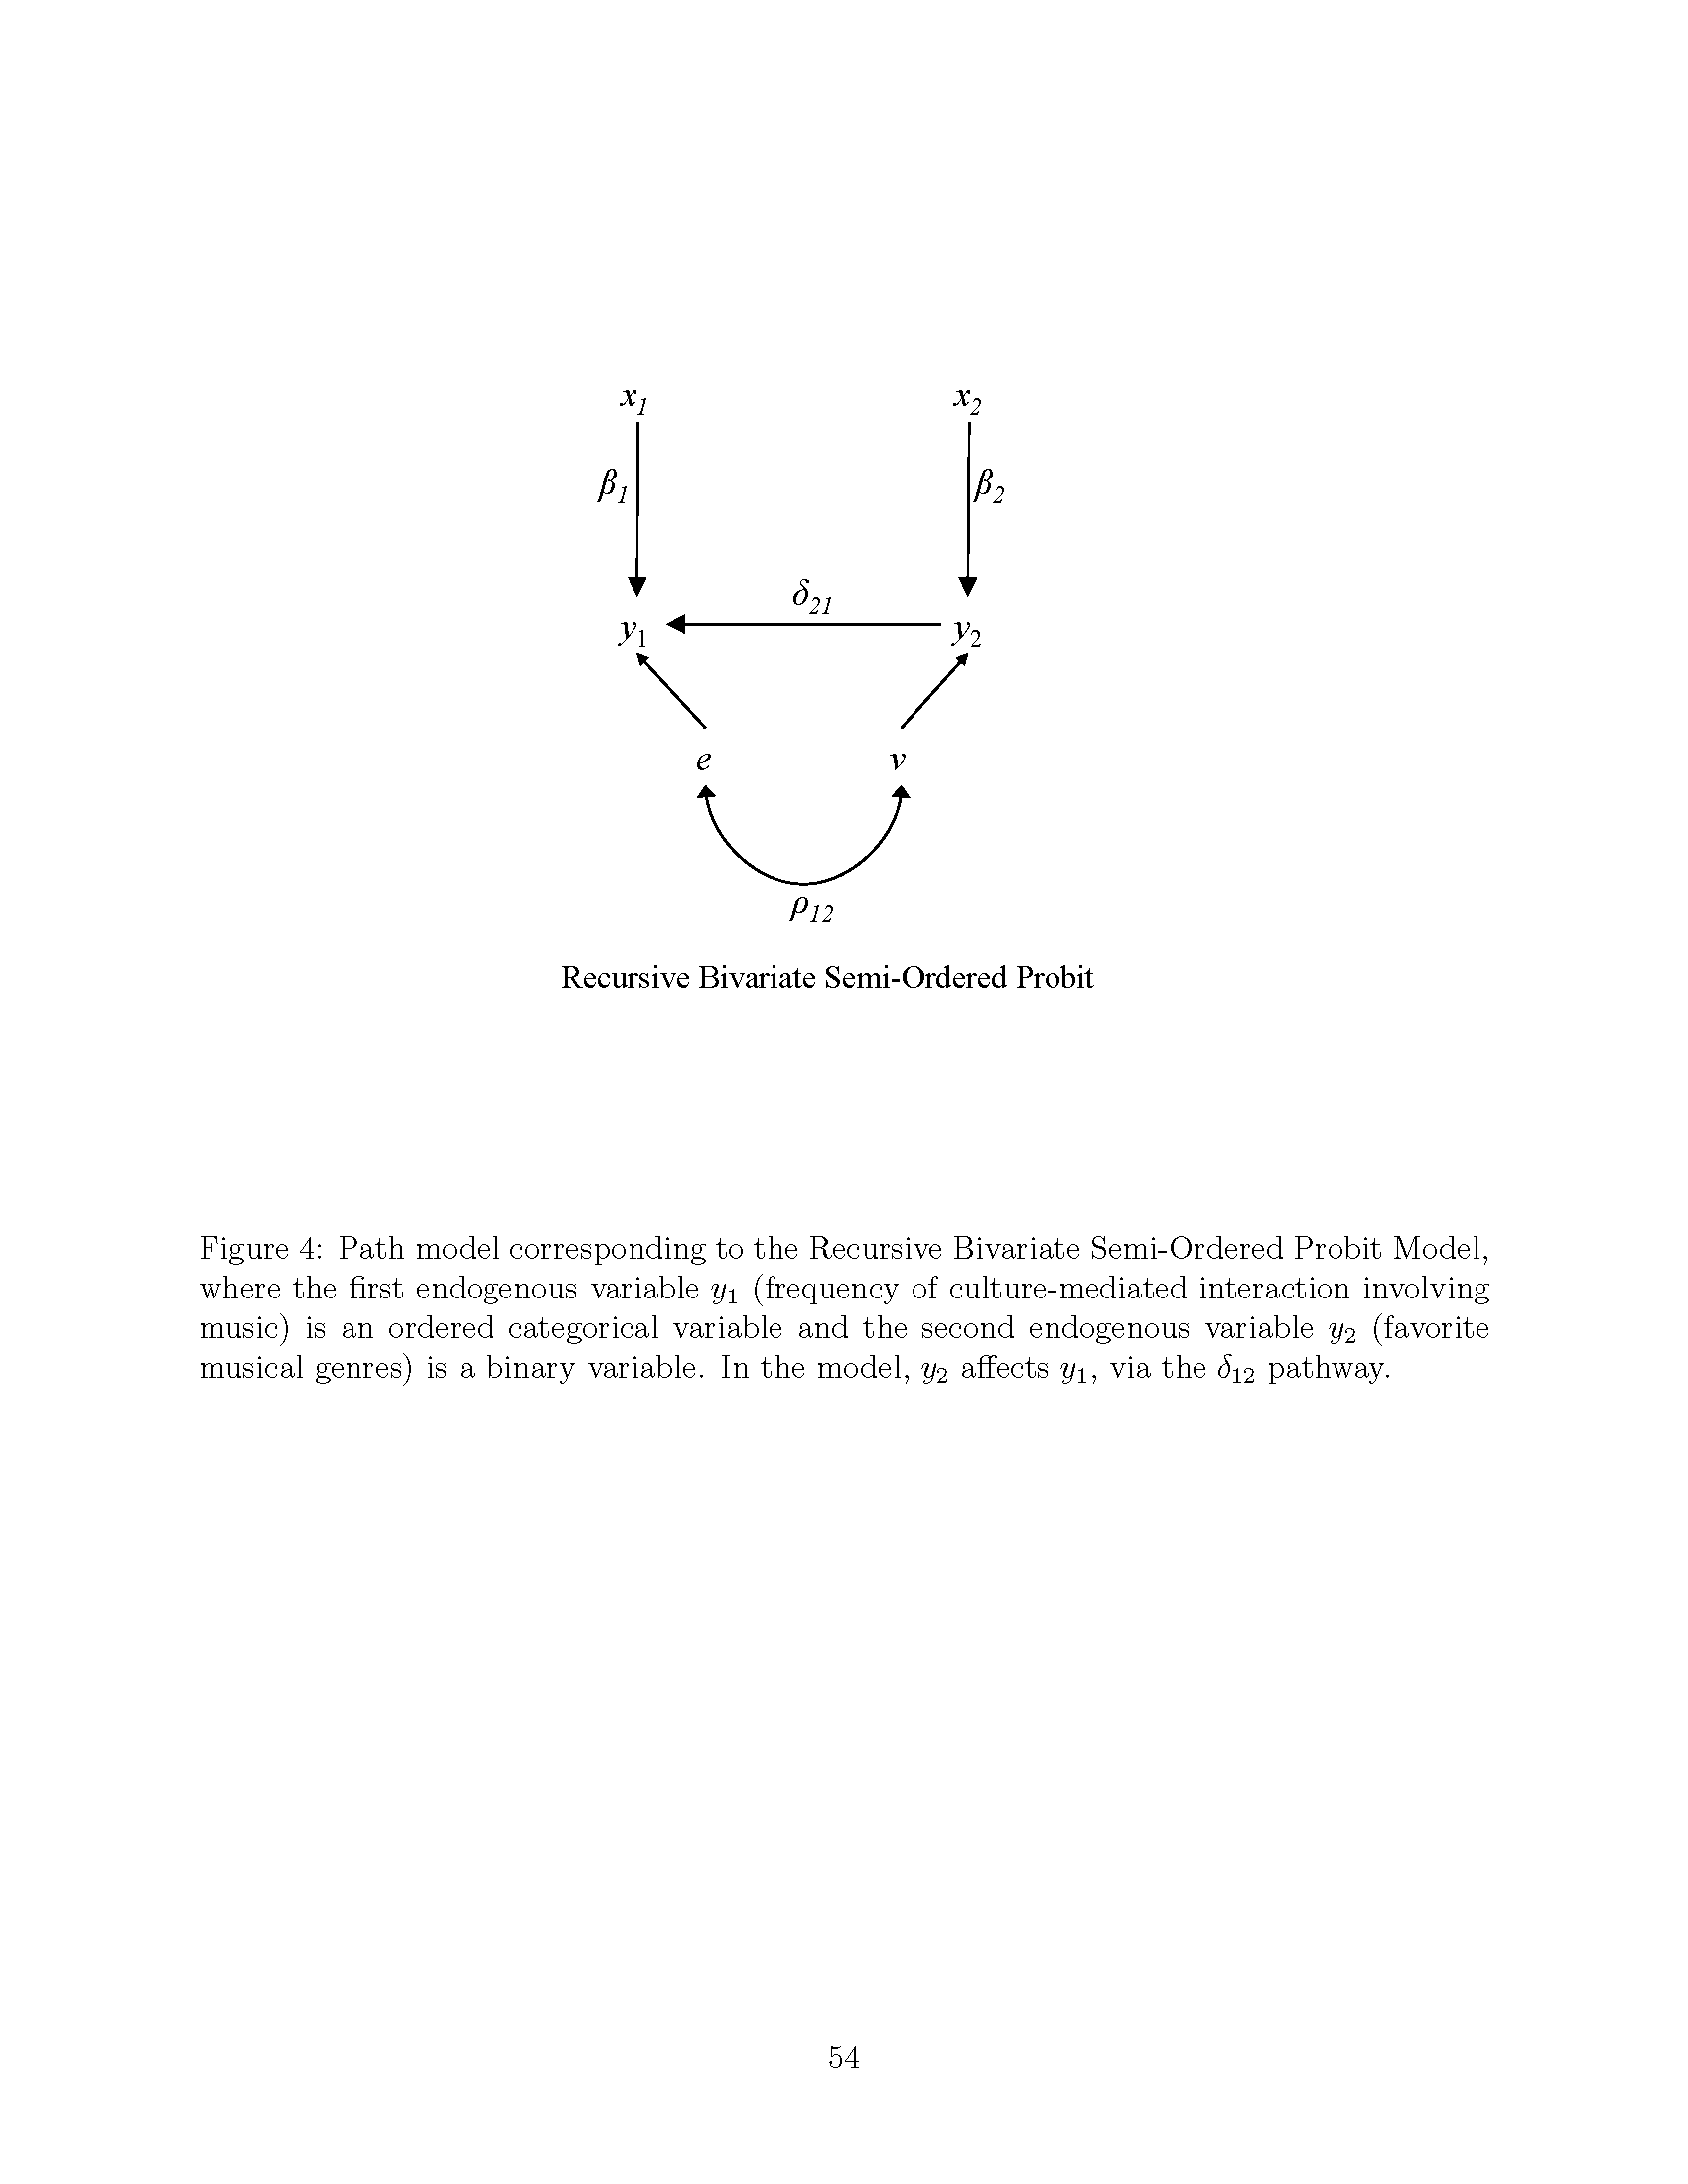 x1 x2
β1 β2
δ21
y1 y2
e v
ρ12
Recursive Bivariate Semi-Ordered Probit
Figure 4: Path model corresponding to the Recursive Bivariate Semi-Ordered Probit Model,
where the first endogenous variable y1 (frequency of culture-mediated interaction involving
music) is an ordered categorical variable and the second endogenous variable y2 (favorite
musical genres) is a binary variable. In the model, y2 affects y1, via the δ12 pathway.
54